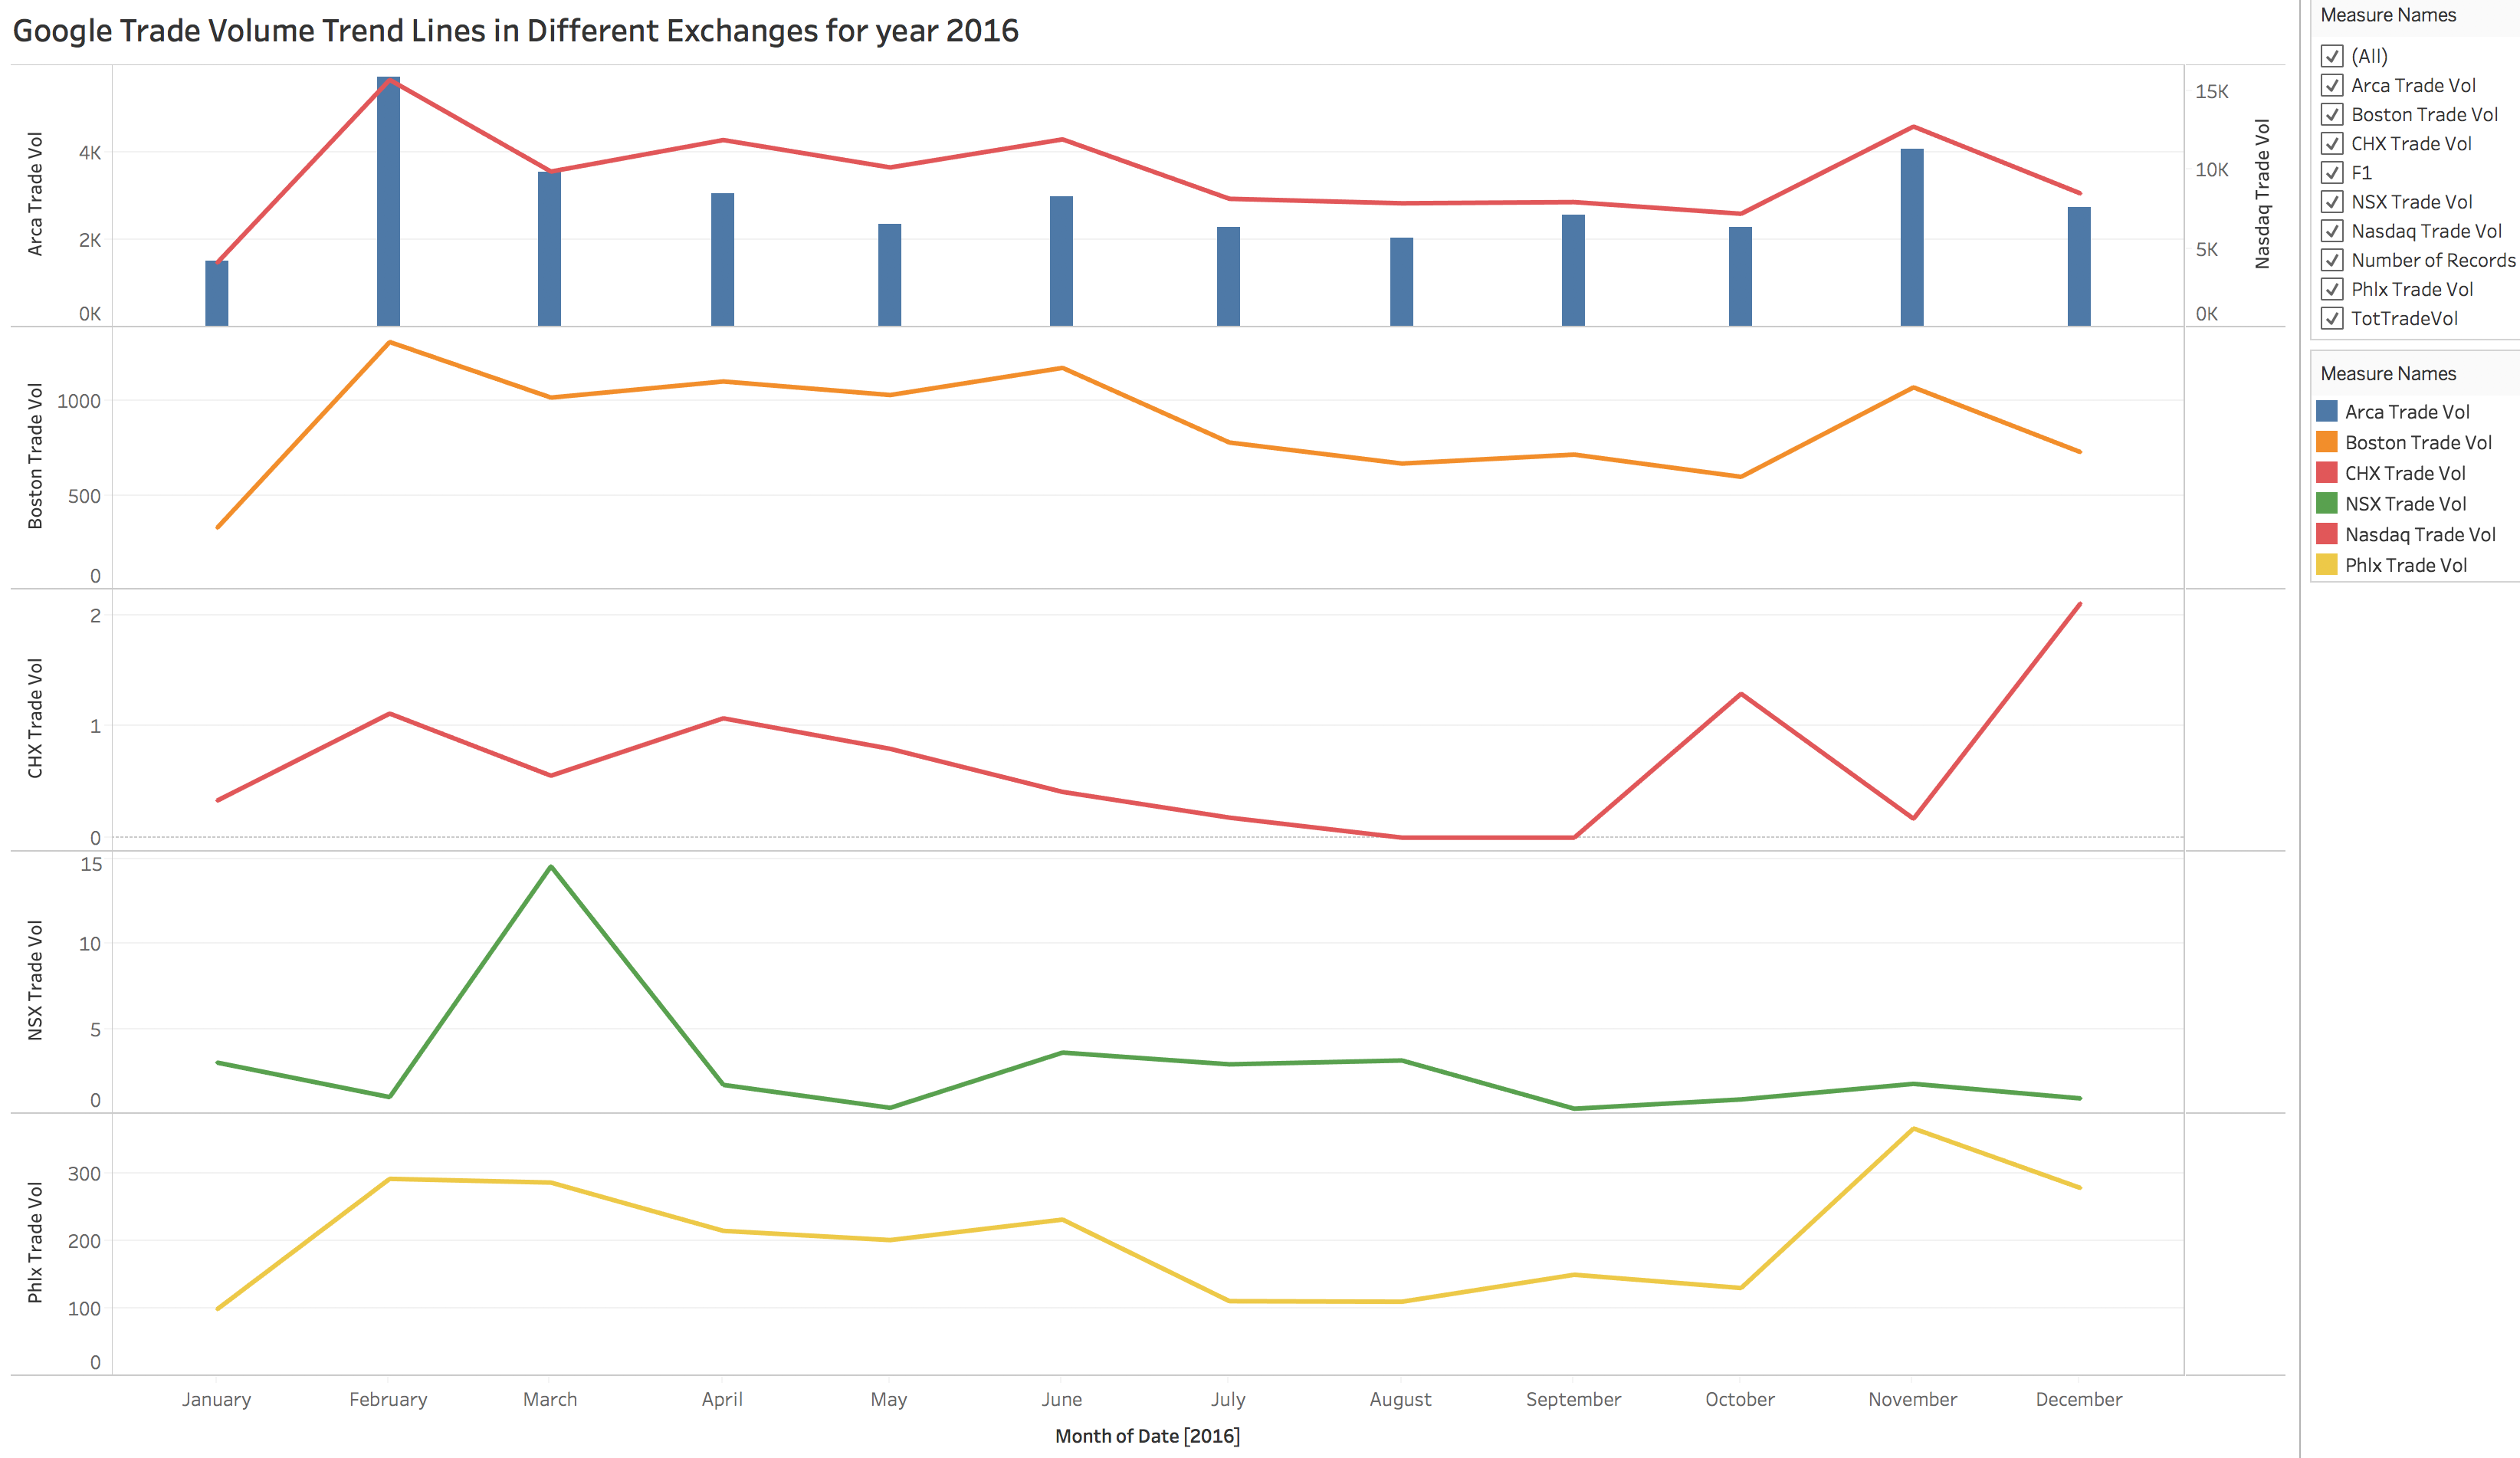 Google Trade Volume Trend Lines in Different Exchanges for year 2016
Arca Trade Vol
4K
2K
0K
15K
10K
5K
0K
Nasdaq Trade Vol
Boston Trade Vol
1000
500
0
CHX Trade Vol
2
1
0
NSX Trade Vol
15
10
5
0
Phlx Trade Vol
300
200
100
0
January February March April May June July August September October November December
Month of Date [2016]
Measure Names
(All)
Arca Trade Vol
Boston Trade Vol
CHX Trade Vol
F1
NSX Trade Vol
Nasdaq Trade Vol
Number of Records
Phlx Trade Vol
TotTradeVol
Measure Names
Arca Trade Vol
Boston Trade Vol
CHX Trade Vol
NSX Trade Vol
Nasdaq Trade Vol
Phlx Trade Vol